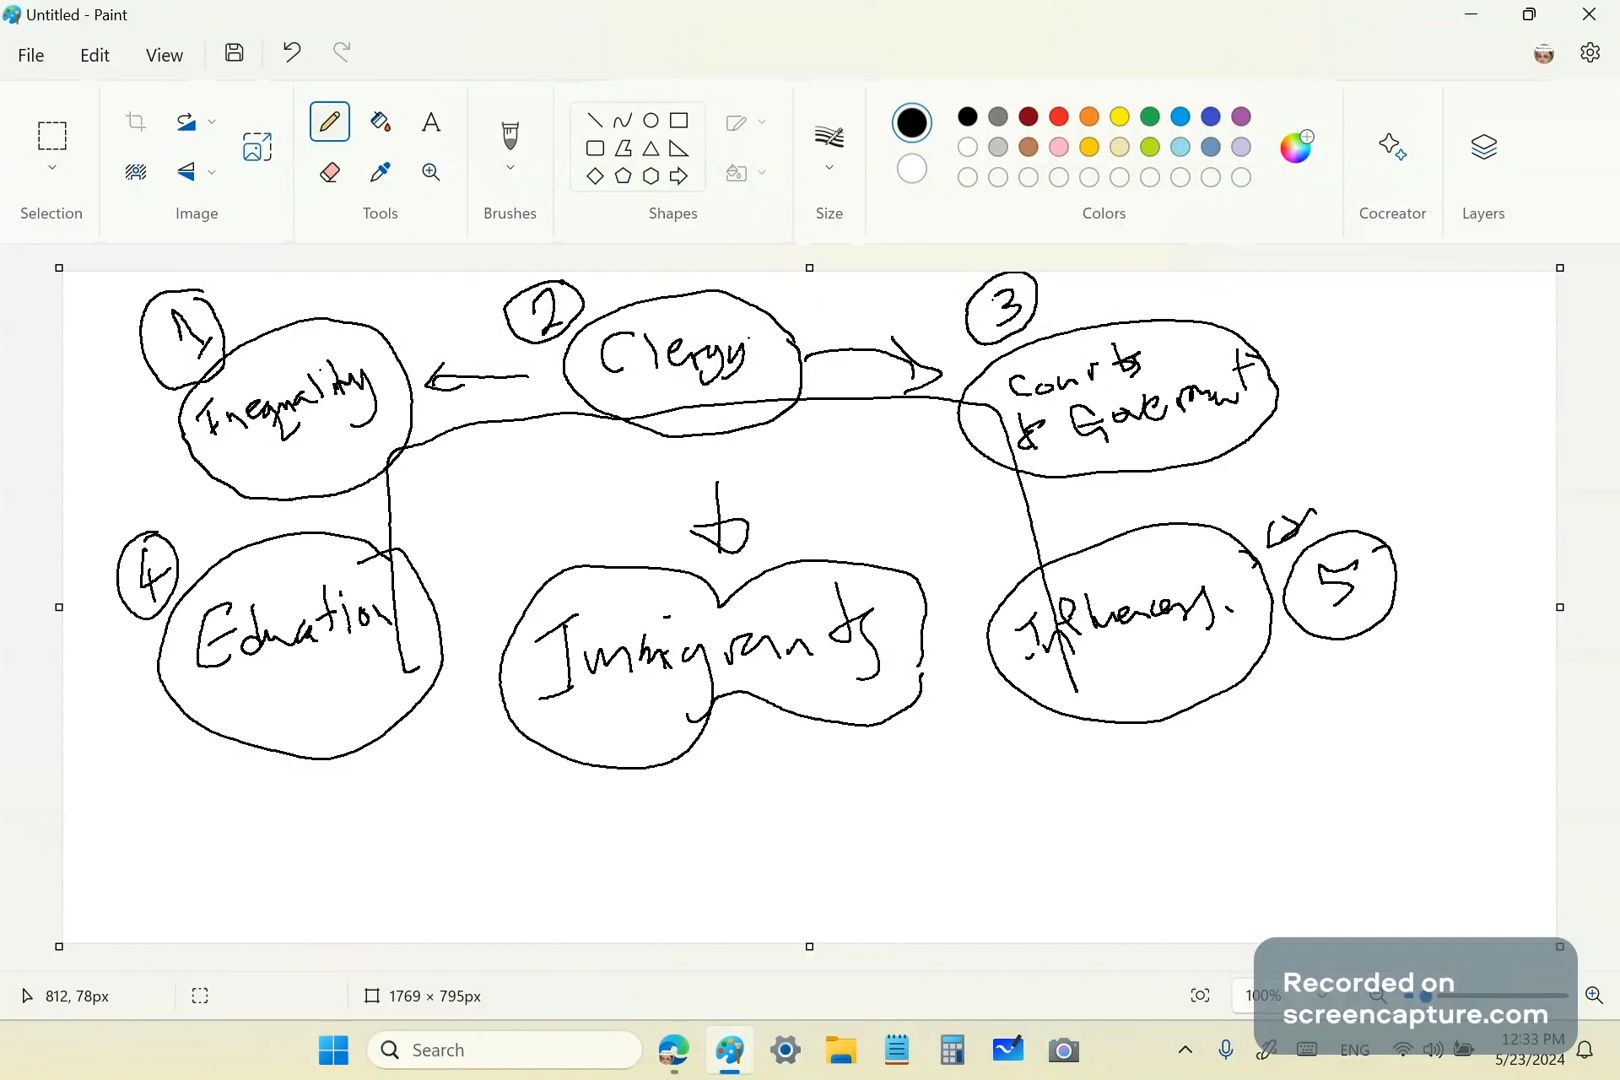 Untitled - Paint
File Edit View
Selection Image Tools Brushes Shapes Size Colors Cocreator Layers
1
Inequality
2
Clergy
3
Courts
& Government
4
Eduation
Immigrants
Influencers.
5
812, 78px
1769 × 795px
100%
Recorded on
screencapture.com
Search
ENG
12:33 PM
5/23/2024